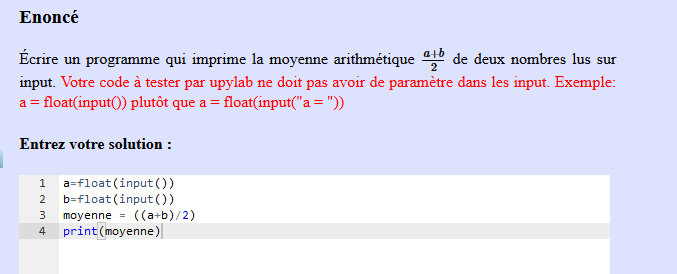 Enoncé
Écrire un programme qui imprime la moyenne arithmétique a+b/2 de deux nombres lus sur
input. Votre code à tester par upylab ne doit pas avoir de paramètre dans les input. Exemple:
a = float(input()) plutôt que a = float(input("a = "))
Entrez votre solution :
1 a=float(input())
2 b=float(input())
3 moyenne = ((a+b)/2)
4 print(moyenne)